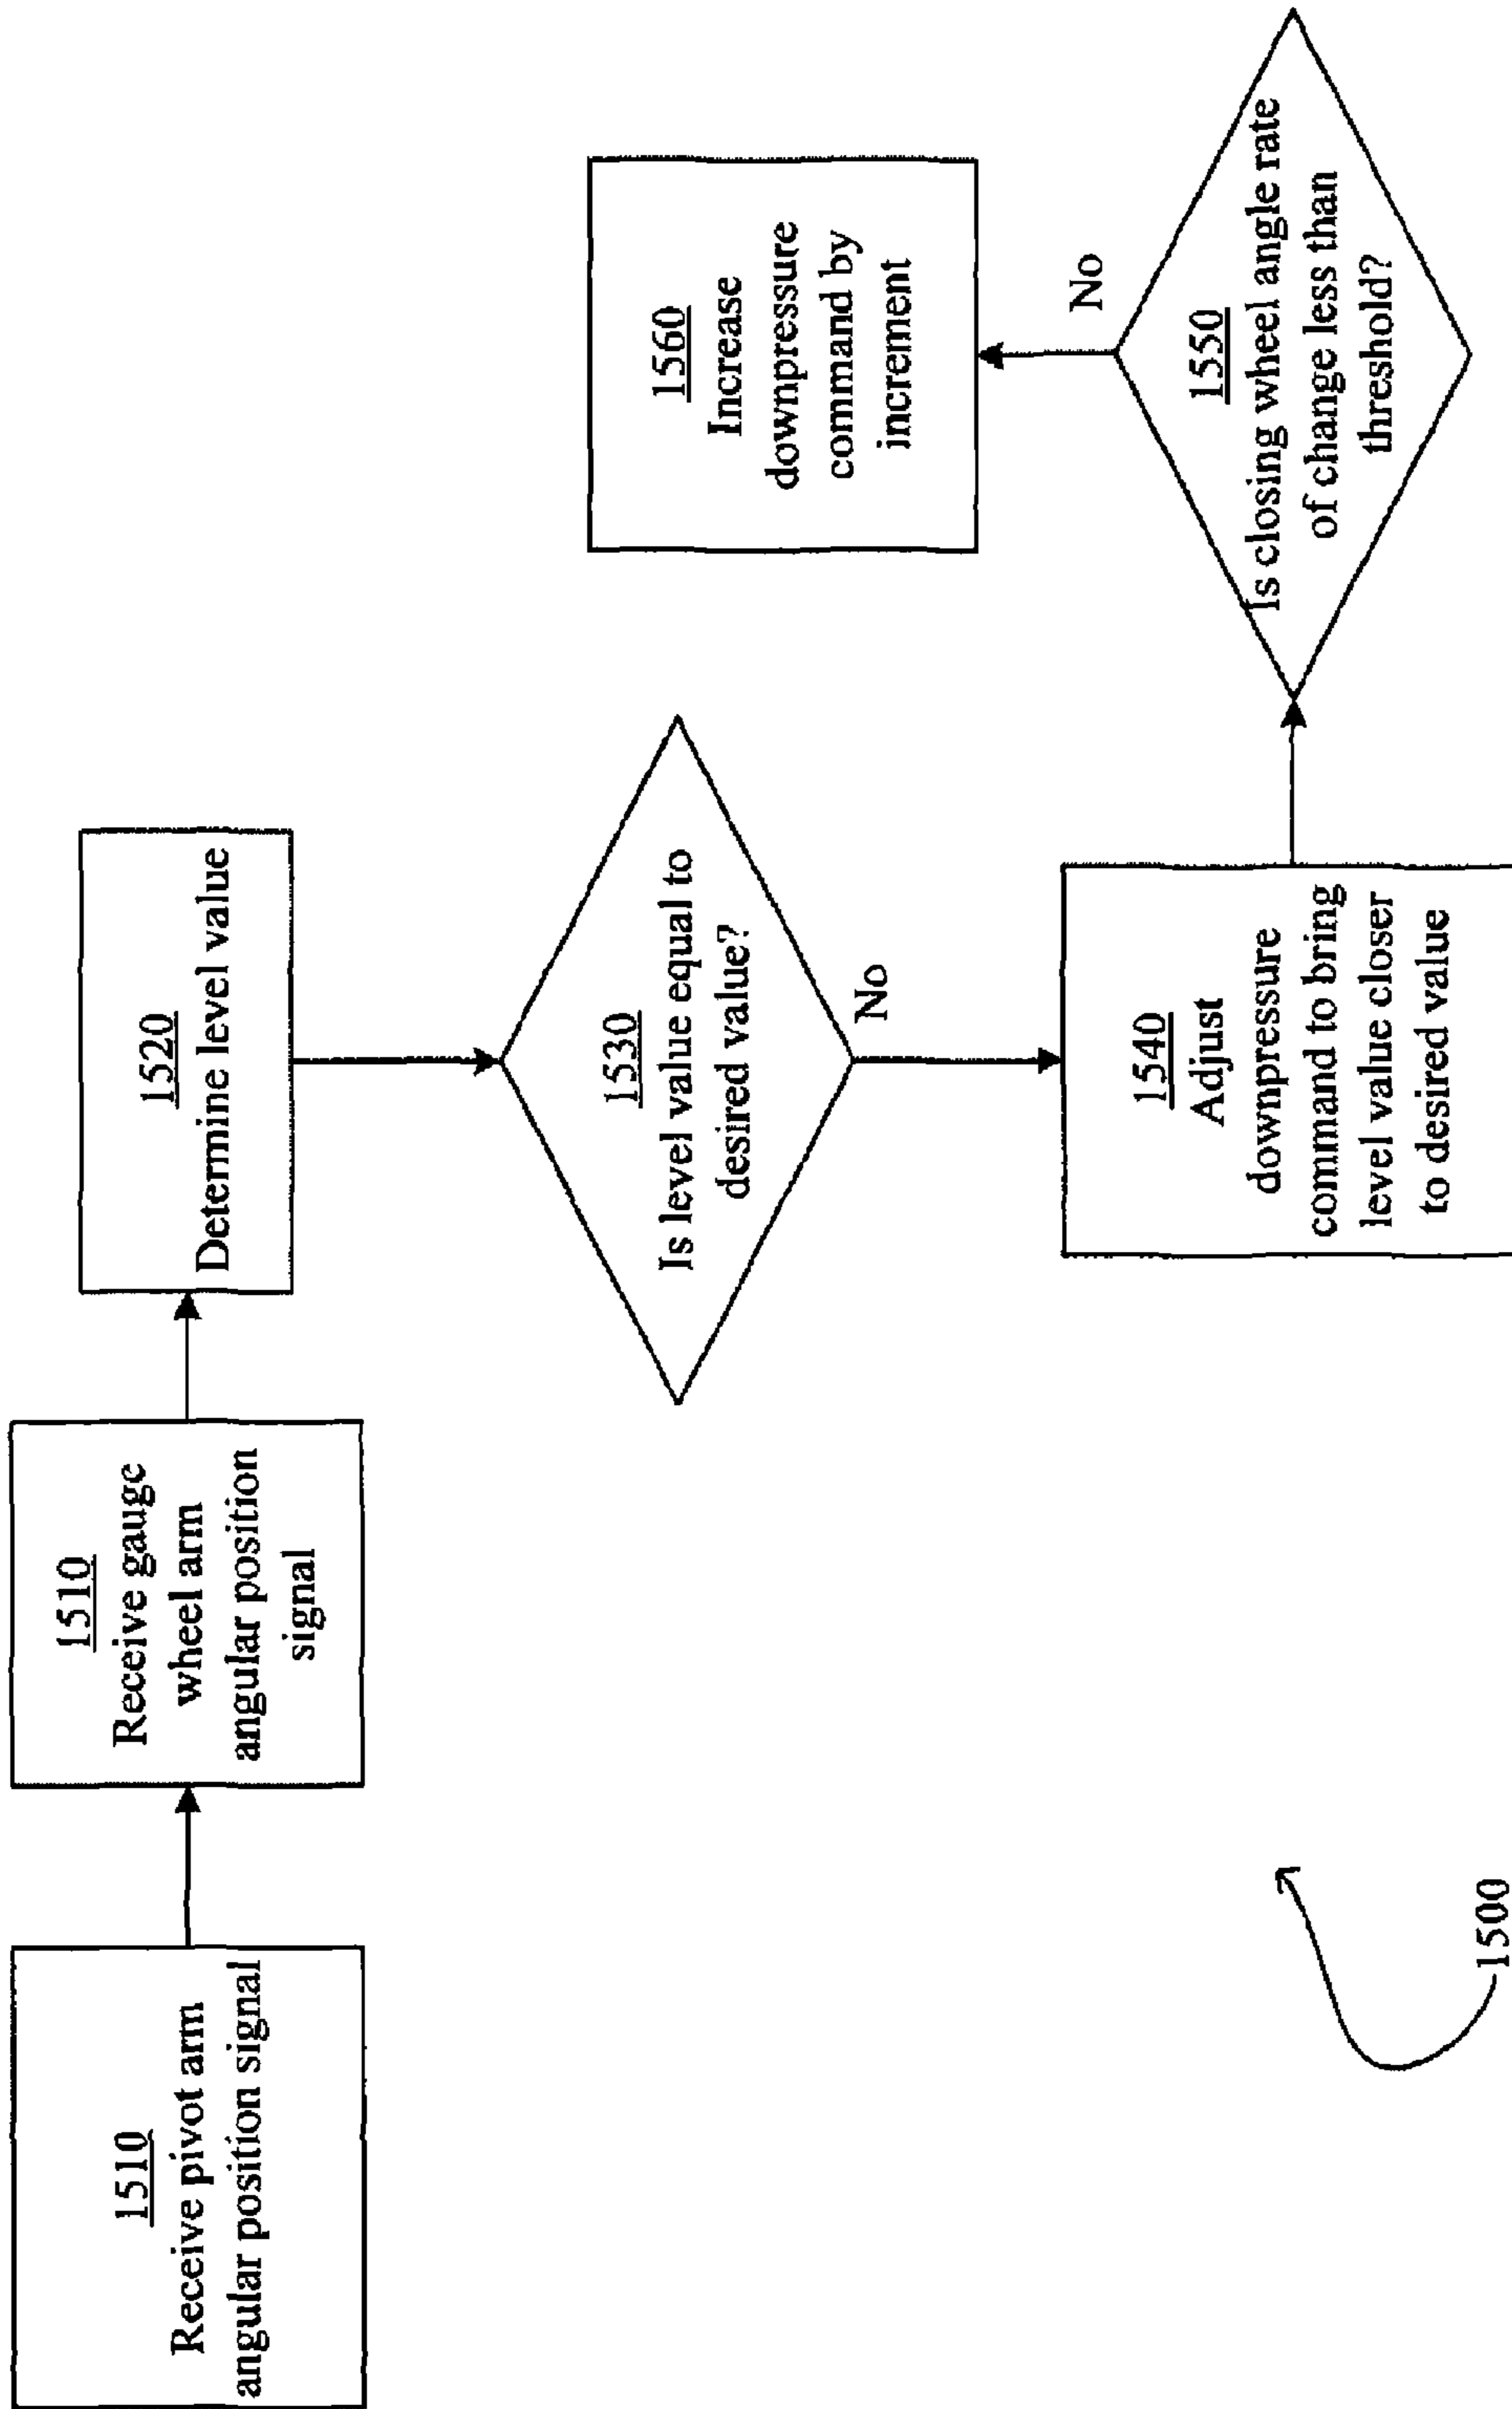 1510
Receive pivot arm
angular position signal
1510
Receive gauge
wheel arm
angular position
signal
1520
Determine level value
1530
Is level value equal to
desired value?
No
1540
Adjust
downpressure
command to bring
level value closer
to desired value
1550
Is closing wheel angle rate
of change less than
threshold?
No
1560
Increase
downpressure
command by
increment
1500